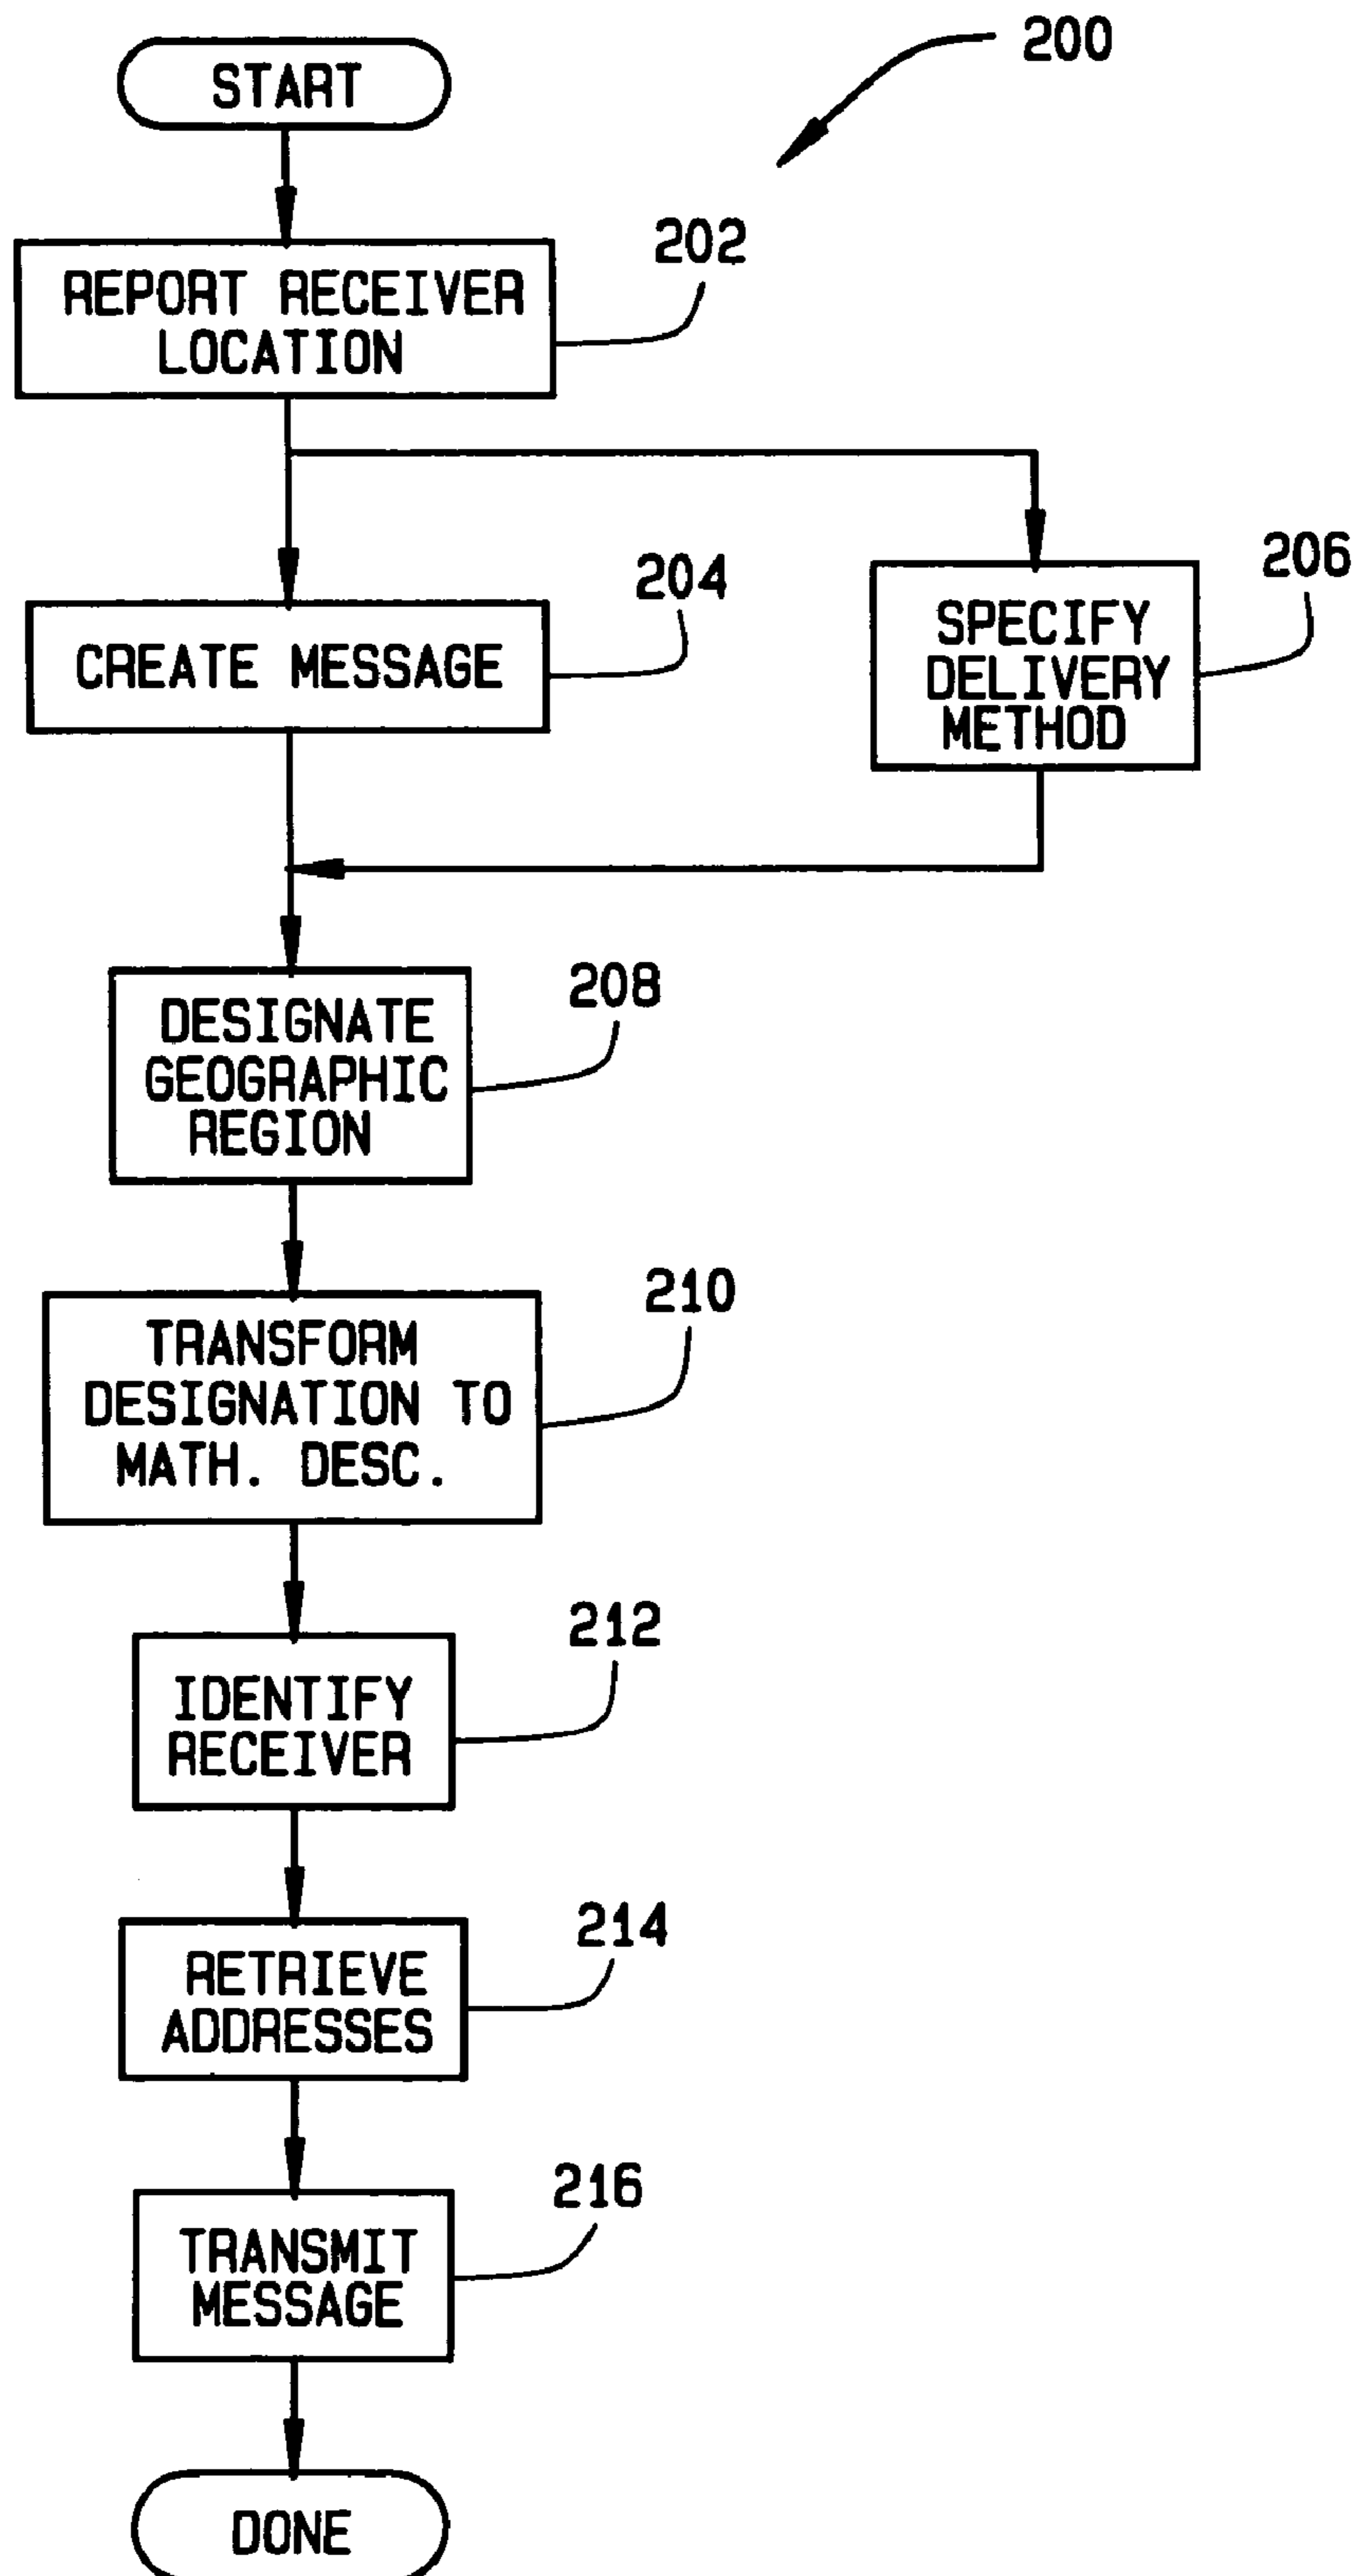 START
200
202
REPORT RECEIVER
LOCATION
204
CREATE MESSAGE
206
SPECIFY
DELIVERY
METHOD
208
DESIGNATE
GEOGRAPHIC
REGION
210
TRANSFORM
DESIGNATION TO
MATH. DESC.
212
IDENTIFY
RECEIVER
214
RETRIEVE
ADDRESSES
216
TRANSMIT
MESSAGE
DONE